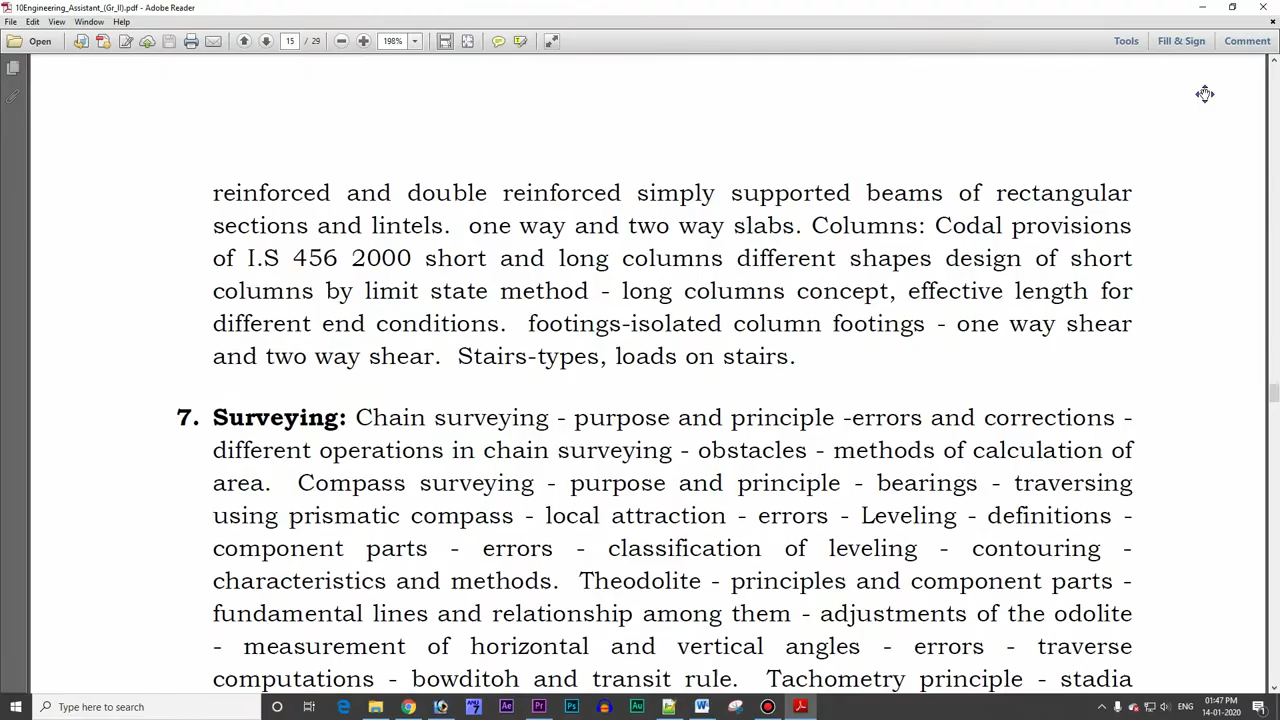 10Engineering_Assistant_(Gr_II).pdf - Adobe Reader
File Edit View Window Help
Open 15 / 29 198% Tools Fill & Sign Comment
reinforced and double reinforced simply supported beams of rectangular
sections and lintels. one way and two way slabs. Columns: Codal provisions
of I.S 456 2000 short and long columns different shapes design of short
columns by limit state method - long columns concept, effective length for
different end conditions. footings-isolated column footings - one way shear
and two way shear. Stairs-types, loads on stairs.
7. Surveying: Chain surveying - purpose and principle -errors and corrections -
different operations in chain surveying - obstacles - methods of calculation of
area. Compass surveying - purpose and principle - bearings - traversing
using prismatic compass - local attraction - errors - Leveling - definitions -
component parts - errors - classification of leveling - contouring -
characteristics and methods. Theodolite - principles and component parts -
fundamental lines and relationship among them - adjustments of the odolite
- measurement of horizontal and vertical angles - errors - traverse
computations - bowditoh and transit rule. Tachometry principle - stadia
Type here to search
Ae Pr Ps Au W
01:47 PM
14-01-2020